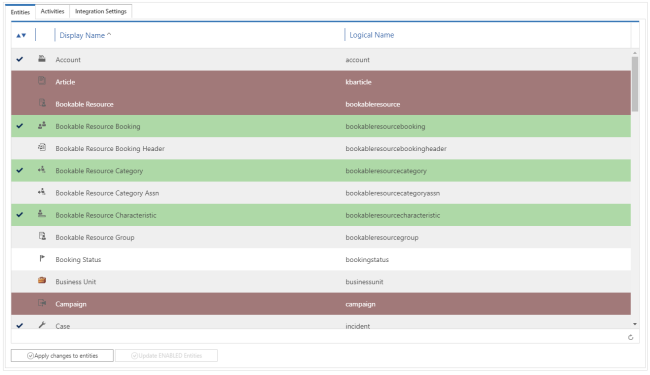 Entities Activities Integration Settings
Display Name Logical Name
Account account
Article kbarticle
Bookable Resource bookableresource
Bookable Resource Booking bookableresourcebooking
Bookable Resource Booking Header bookableresourcebookingheader
Bookable Resource Category bookableresourcecategory
Bookable Resource Category Assn bookableresourcecategoryassn
Bookable Resource Characteristic bookableresourcecharacteristic
Bookable Resource Group bookableresourcegroup
Booking Status bookingstatus
Business Unit businessunit
Campaign campaign
Case incident
Apply changes to entities Update ENABLED Entities